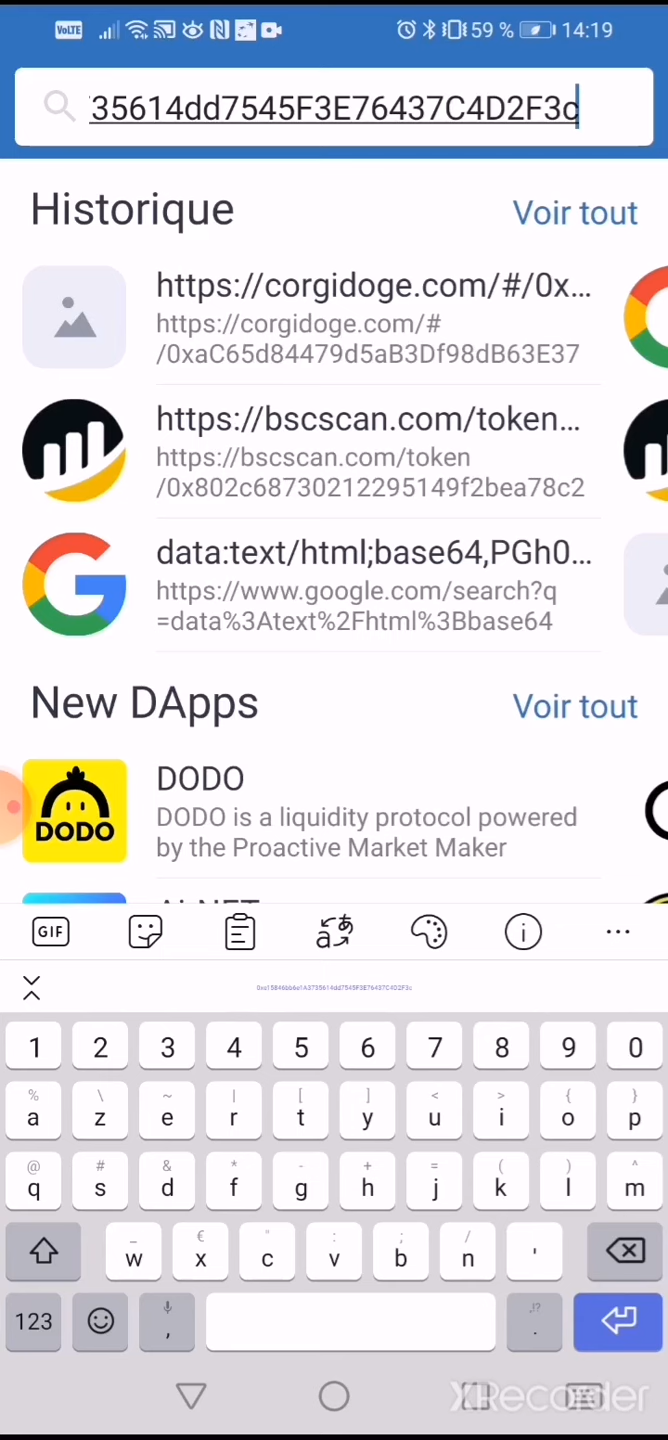 VoLTE 59 % 14:19
35614dd7545F3E76437C4D2F3c
Historique Voir tout
https://corgidoge.com/#/0x...
https://corgidoge.com/#
/0xaC65d84479d5aB3Df98dB63E37
https://bscscan.com/token...
https://bscscan.com/token
/0x802c68730212295149f2bea78c2
data:text/html;base64,PGh0...
https://www.google.com/search?q
=data%3Atext%2Fhtml%3Bbase64
New DApps Voir tout
DODO
DODO
DODO is a liquidity protocol powered
by the Proactive Market Maker
GIF
1 2 3 4 5 6 7 8 9 0
% \ ~ | [ ] < > { }
a z e r t y u i o p
@ # & * - + = ( ) ^
q s d f g h j k l m
_ € " : ; /
w x c v b n '
123 , .!? .
XRecorder